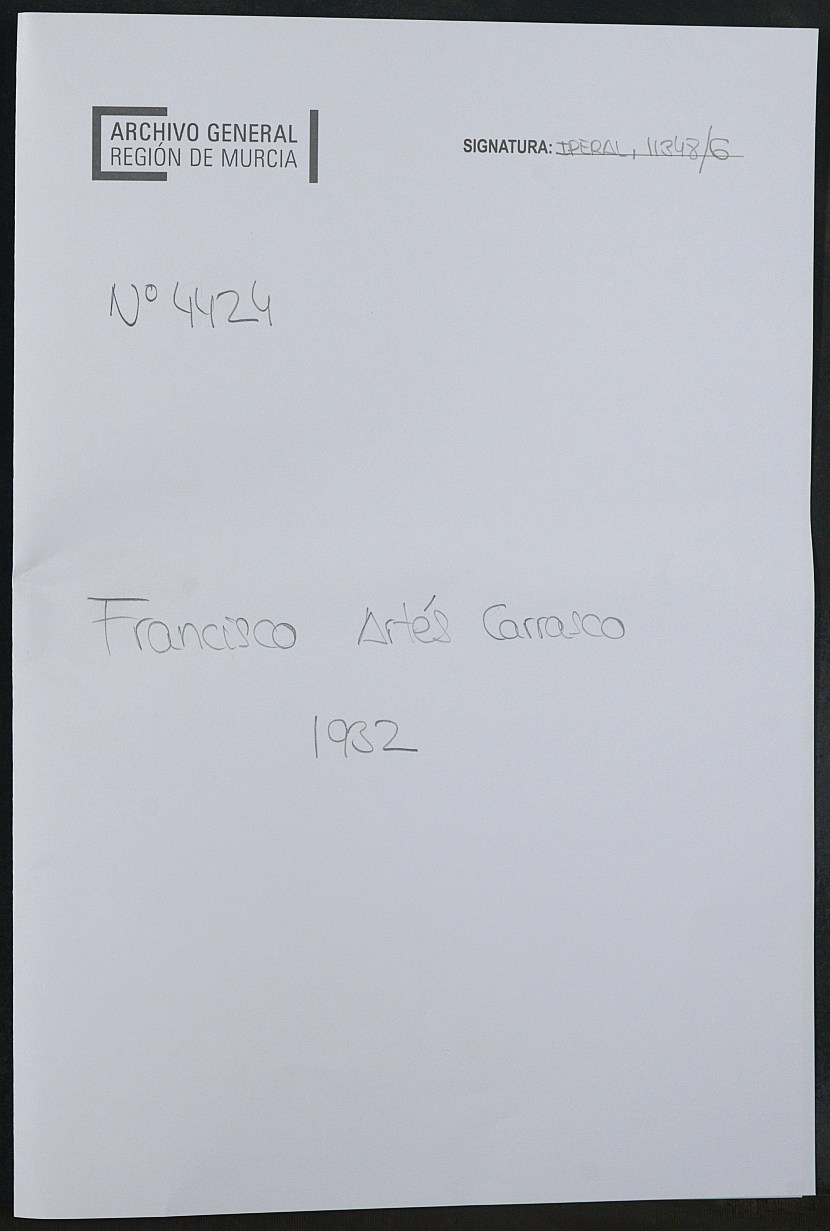 ARCHIVO GENERAL
REGIÓN DE MURCIA
SIGNATURA: IPERAL, 11348/6
Nº 4424
Francisco Artés Carrasco
1932